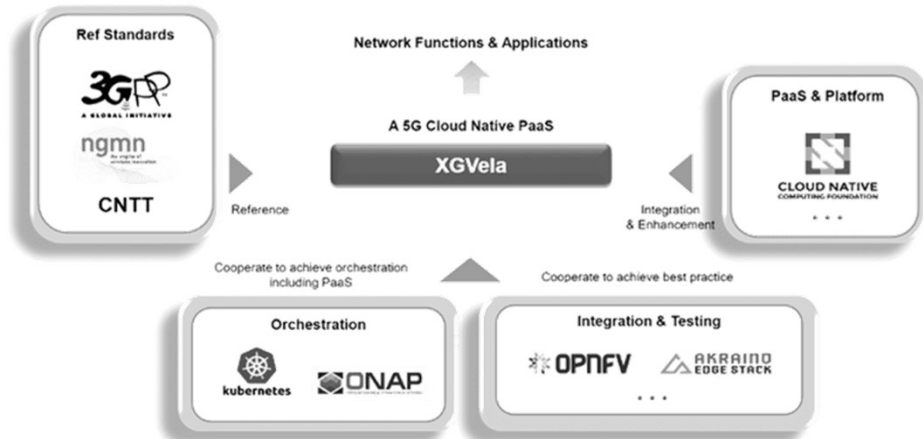 Ref Standards
3GPP
A GLOBAL INITIATIVE
ngmn
CNTT
Network Functions & Applications
A 5G Cloud Native PaaS
XGVela
Reference
PaaS & Platform
CLOUD NATIVE
COMPUTING FOUNDATION
• • •
Integration
& Enhancement
Cooperate to achieve orchestration
including PaaS
Cooperate to achieve best practice
Orchestration
kubernetes
ONAP
Integration & Testing
OPNFV
AKRAINO
EDGE STACK
• • •